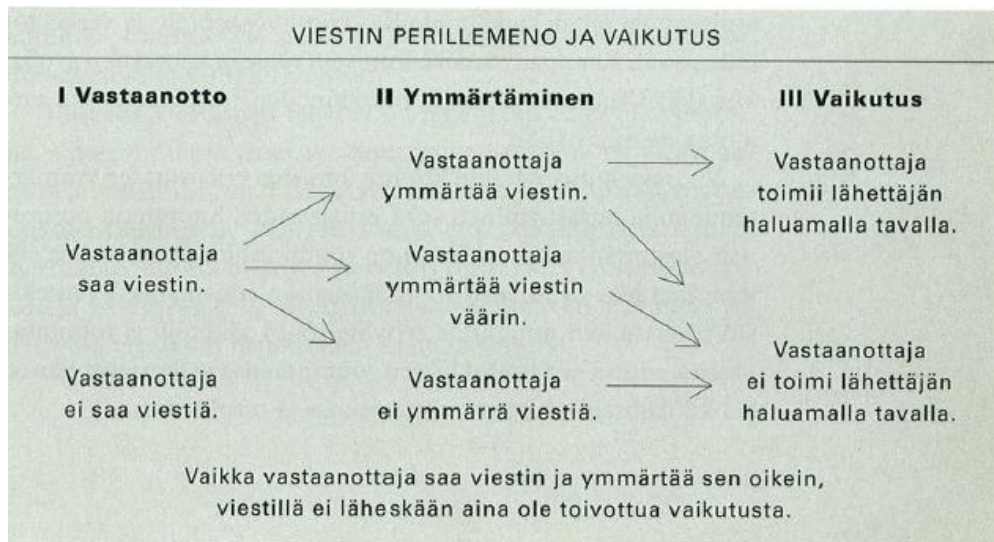 VIESTIN PERILLEMENO JA VAIKUTUS
I Vastaanotto
II Ymmärtäminen
III Vaikutus
Vastaanottaja
saa viestin.
Vastaanottaja
ei saa viestiä.
Vastaanottaja
ymmärtää viestin.
Vastaanottaja
ymmärtää viestin
väärin.
Vastaanottaja
ei ymmärrä viestiä.
Vastaanottaja
toimii lähettäjän
haluamalla tavalla.
Vastaanottaja
ei toimi lähettäjän
haluamalla tavalla.
Vaikka vastaanottaja saa viestin ja ymmärtää sen oikein,
viestillä ei läheskään aina ole toivottua vaikutusta.